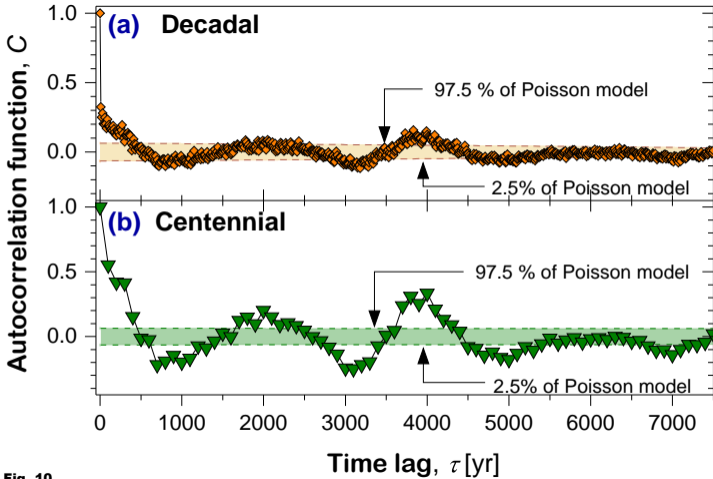 Autocorrelation function, C
1.0
(a) Decadal
0.5
97.5 % of Poisson model
0.0
2.5% of Poisson model
1.0
(b) Centennial
0.5
97.5 % of Poisson model
0.0
2.5% of Poisson model
0 1000 2000 3000 4000 5000 6000 7000
Time lag, τ [yr]
Fig. 10